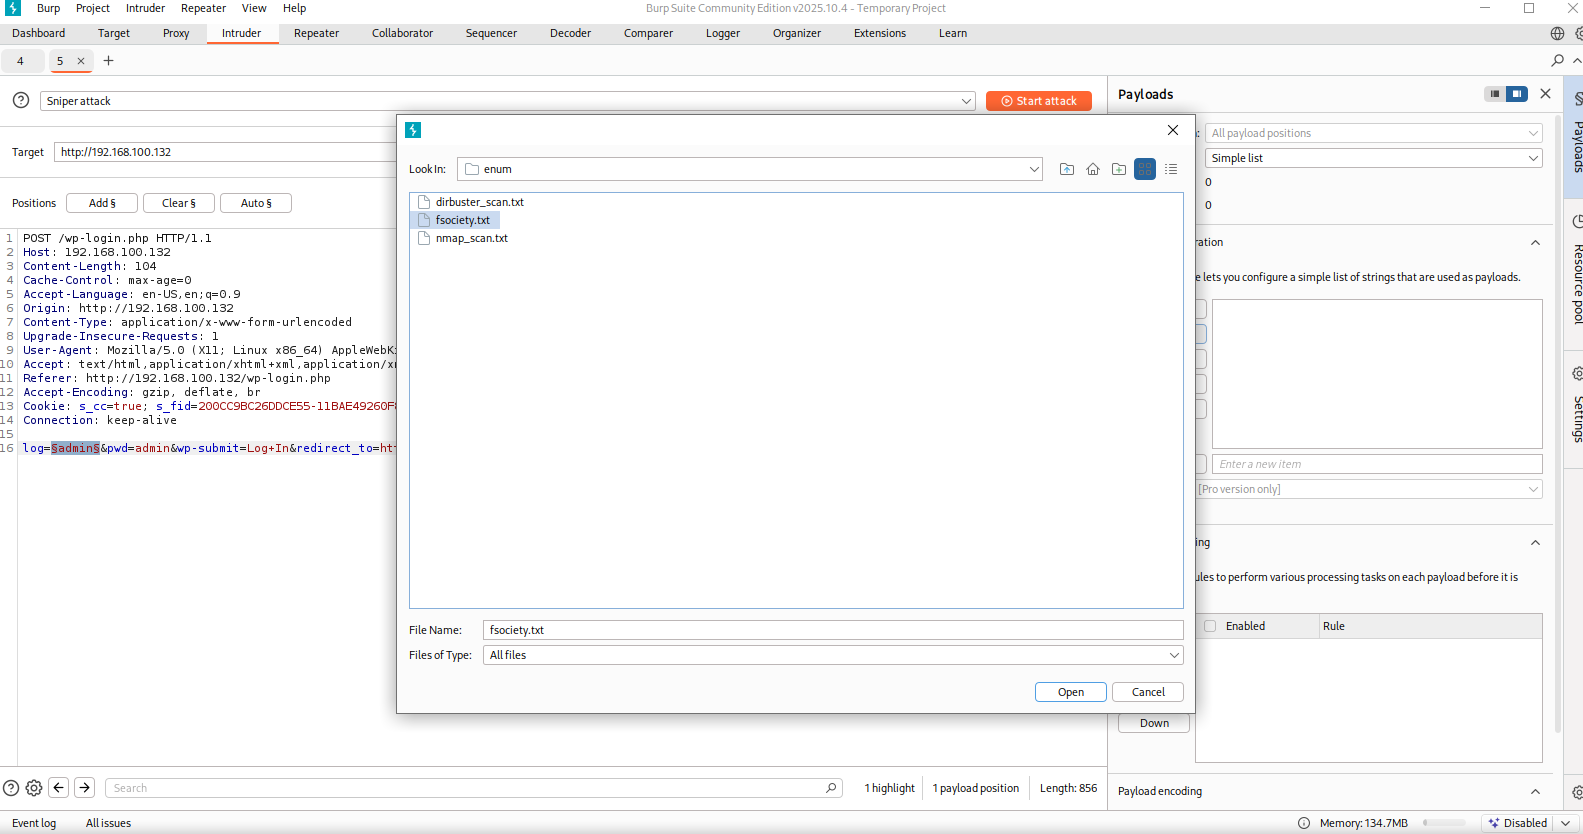 Burp Project Intruder Repeater View Help
Burp Suite Community Edition v2025.10.4 - Temporary Project
Dashboard Target Proxy Intruder Repeater Collaborator Sequencer Decoder Comparer Logger Organizer Extensions Learn
4 5 × +
Sniper attack
Start attack
Target http://192.168.100.132
Positions Add § Clear § Auto §
1 POST /wp-login.php HTTP/1.1
2 Host: 192.168.100.132
3 Content-Length: 104
4 Cache-Control: max-age=0
5 Accept-Language: en-US,en;q=0.9
6 Origin: http://192.168.100.132
7 Content-Type: application/x-www-form-urlencoded
8 Upgrade-Insecure-Requests: 1
9 User-Agent: Mozilla/5.0 (X11; Linux x86_64) AppleWebKi
10 Accept: text/html,application/xhtml+xml,application/x
11 Referer: http://192.168.100.132/wp-login.php
12 Accept-Encoding: gzip, deflate, br
13 Cookie: s_cc=true; s_fid=200CC9BC26DDCE55-11BAE49260F
14 Connection: keep-alive
15
16 log=§admin§&pwd=admin&wp-submit=Log+In&redirect_to=ht
Look In: enum
dirbuster_scan.txt
fsociety.txt
nmap_scan.txt
File Name: fsociety.txt
Files of Type: All files
Open Cancel
Payloads
: All payload positions
Simple list
0
0
ration
e lets you configure a simple list of strings that are used as payloads.
Enter a new item
[Pro version only]
ing
ules to perform various processing tasks on each payload before it is
Enabled Rule
Down
Payload encoding
Payloads
Resource pool
Settings
Search
1 highlight 1 payload position Length: 856
Event log All issues
Memory: 134.7MB Disabled